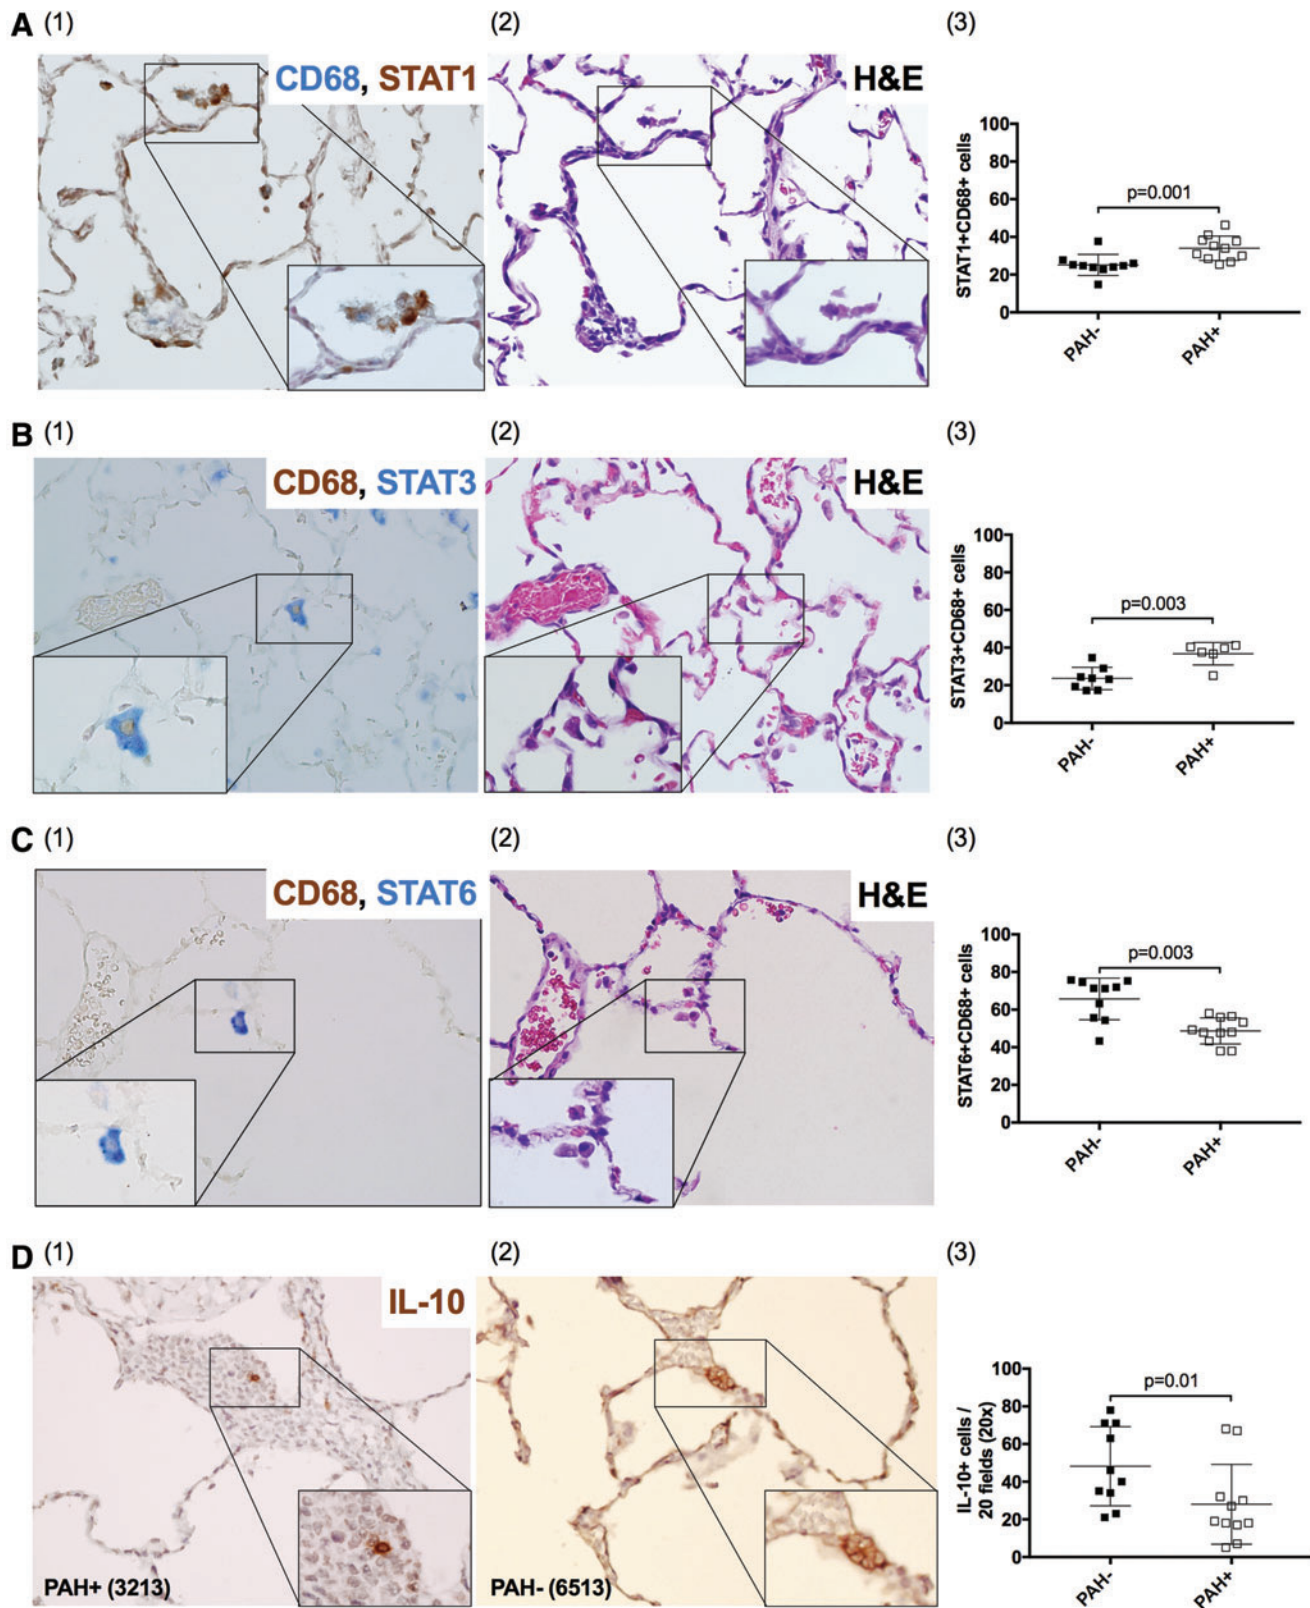 A (1)
(2)
(3)
CD68, STAT1
H&E
STAT1+CD68+ cells
100
80
60
40
20
0
p=0.001
PAH-
PAH+
B (1)
(2)
(3)
CD68, STAT3
H&E
STAT3+CD68+ cells
100
80
60
40
20
0
p=0.003
PAH-
PAH+
C (1)
(2)
(3)
CD68, STAT6
H&E
STAT6+CD68+ cells
100
80
60
40
20
0
p=0.003
PAH-
PAH+
D (1)
(2)
(3)
IL-10
PAH+ (3213)
PAH- (6513)
IL-10+ cells /
20 fields (20x)
100
80
60
40
20
0
p=0.01
PAH-
PAH+